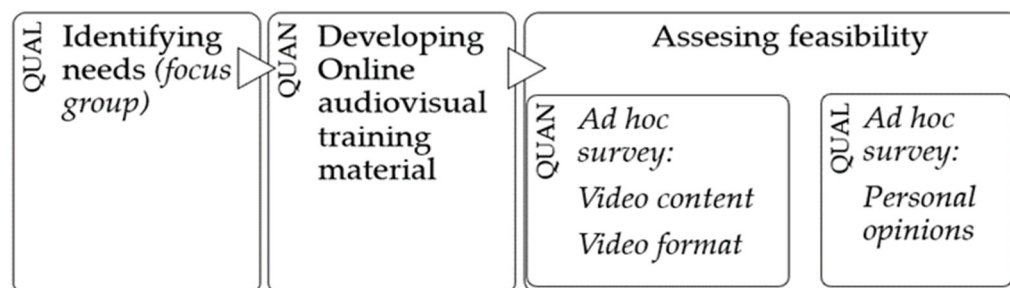 QUAL
Identifying
needs (focus
group)
QUAN
Developing
Online
audiovisual
training
material
Assesing feasibility
QUAN
Ad hoc
survey:
Video content
Video format
QUAL
Ad hoc
survey:
Personal
opinions